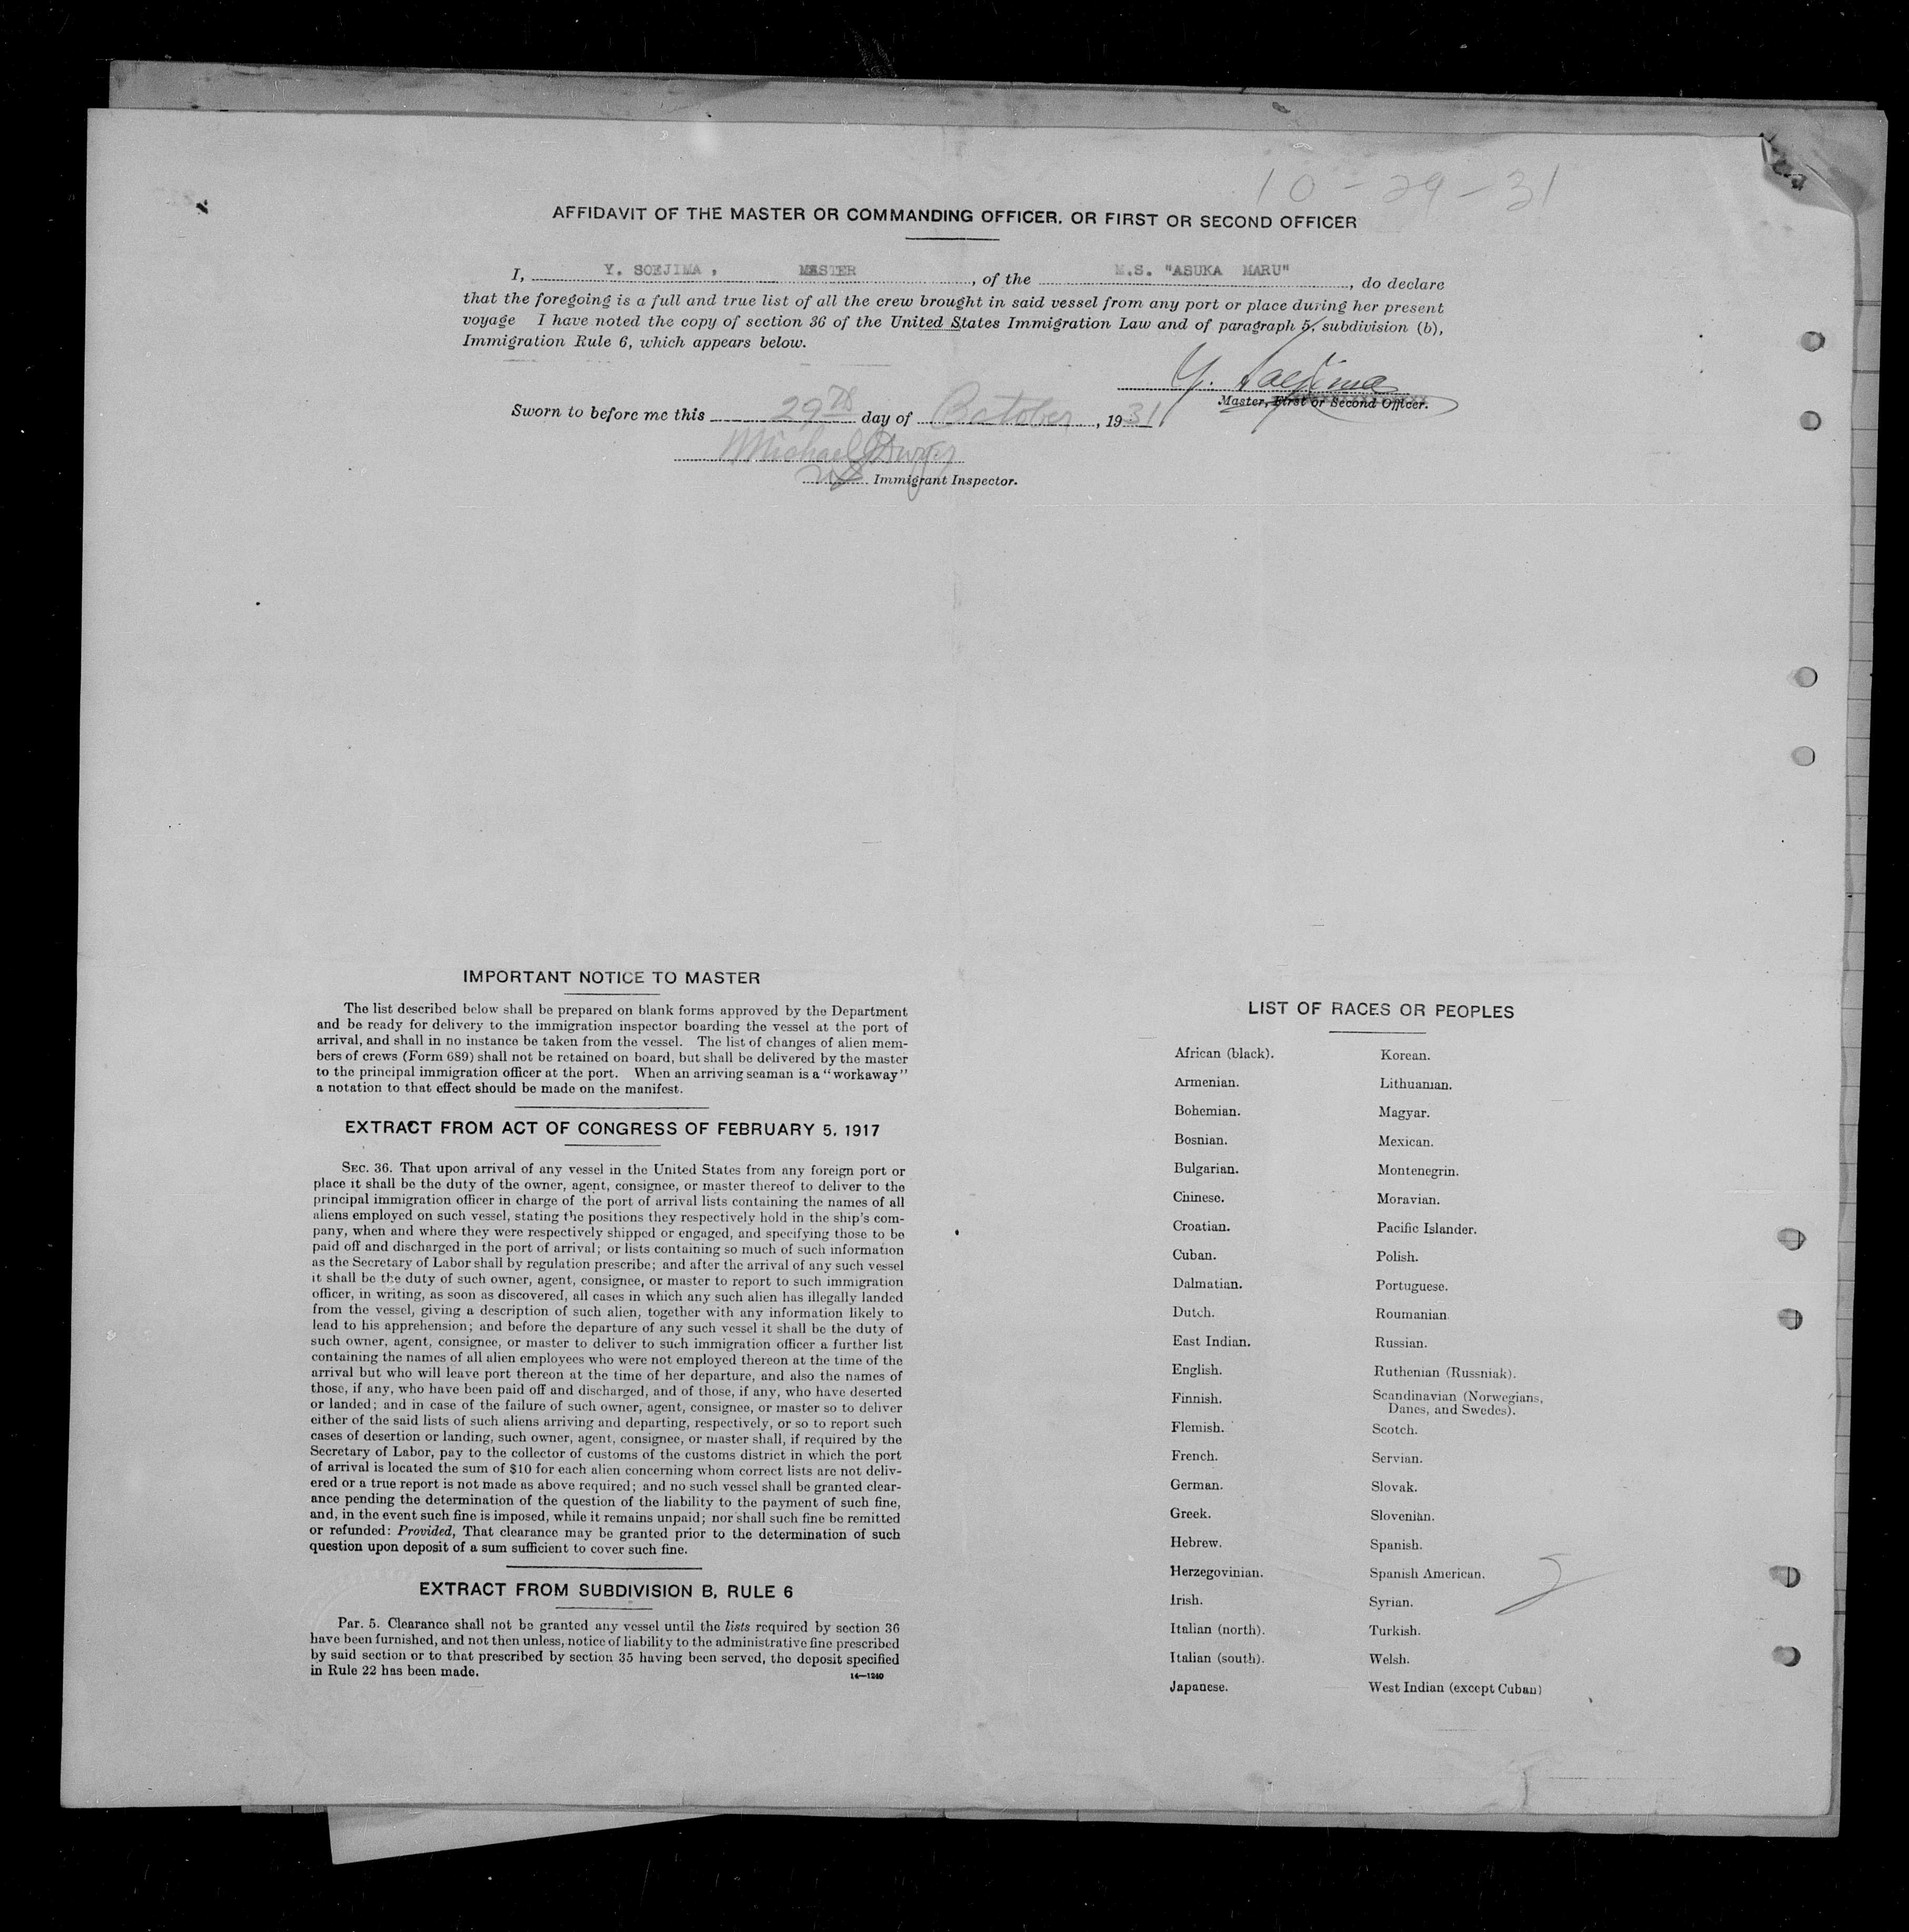 10-29-31
AFFIDAVIT OF THE MASTER OR COMMANDING OFFICER, OR FIRST OR SECOND OFFICER
I, Y. SOEJIMA, MASTER, of the M.S. "ASUKA MARU", do declare
that the foregoing is a full and true list of all the crew brought in said vessel from any port or place during her present
voyage I have noted the copy of section 36 of the United States Immigration Law and of paragraph 5, subdivision (b),
Immigration Rule 6, which appears below.
Y. Soejima
Master, First or Second Officer.
Sworn to before me this 29th day of October, 1931
Michael
Immigrant Inspector.
IMPORTANT NOTICE TO MASTER
The list described below shall be prepared on blank forms approved by the Department
and be ready for delivery to the immigration inspector boarding the vessel at the port of
arrival, and shall in no instance be taken from the vessel. The list of changes of alien mem-
bers of crews (Form 689) shall not be retained on board, but shall be delivered by the master
to the principal immigration officer at the port. When an arriving seaman is a "workaway"
a notation to that effect should be made on the manifest.
EXTRACT FROM ACT OF CONGRESS OF FEBRUARY 5, 1917
SEC. 36. That upon arrival of any vessel in the United States from any foreign port or
place it shall be the duty of the owner, agent, consignee, or master thereof to deliver to the
principal immigration officer in charge of the port of arrival lists containing the names of all
aliens employed on such vessel, stating the positions they respectively hold in the ship's com-
pany, when and where they were respectively shipped or engaged, and specifying those to be
paid off and discharged in the port of arrival; or lists containing so much of such information
as the Secretary of Labor shall by regulation prescribe; and after the arrival of any such vessel
it shall be the duty of such owner, agent, consignee, or master to report to such immigration
officer, in writing, as soon as discovered, all cases in which any such alien has illegally landed
from the vessel, giving a description of such alien, together with any information likely to
lead to his apprehension; and before the departure of any such vessel it shall be the duty of
such owner, agent, consignee, or master to deliver to such immigration officer a further list
containing the names of all alien employees who were not employed thereon at the time of the
arrival but who will leave port thereon at the time of her departure, and also the names of
those, if any, who have been paid off and discharged, and of those, if any, who have deserted
or landed; and in case of the failure of such owner, agent, consignee, or master so to deliver
either of the said lists of such aliens arriving and departing, respectively, or so to report such
cases of desertion or landing, such owner, agent, consignee, or master shall, if required by the
Secretary of Labor, pay to the collector of customs of the customs district in which the port
of arrival is located the sum of $10 for each alien concerning whom correct lists are not deliv-
ered or a true report is not made as above required; and no such vessel shall be granted clear-
ance pending the determination of the question of the liability to the payment of such fine,
and, in the event such fine is imposed, while it remains unpaid; nor shall such fine be remitted
or refunded: Provided, That clearance may be granted prior to the determination of such
question upon deposit of a sum sufficient to cover such fine.
EXTRACT FROM SUBDIVISION B, RULE 6
Par. 5. Clearance shall not be granted any vessel until the lists required by section 36
have been furnished, and not then unless, notice of liability to the administrative fine prescribed
by said section or to that prescribed by section 35 having been served, the deposit specified
in Rule 22 has been made.
14—1240
LIST OF RACES OR PEOPLES
African (black).
Armenian.
Bohemian.
Bosnian.
Bulgarian.
Chinese.
Croatian.
Cuban.
Dalmatian.
Dutch.
East Indian.
English.
Finnish.
Flemish.
French.
German.
Greek.
Hebrew.
Herzegovinian.
Irish.
Italian (north).
Italian (south).
Japanese.
Korean.
Lithuanian.
Magyar.
Mexican.
Montenegrin.
Moravian.
Pacific Islander.
Polish.
Portuguese.
Roumanian.
Russian.
Ruthenian (Russniak).
Scandinavian (Norwegians,
Danes, and Swedes).
Scotch.
Servian.
Slovak.
Slovenian.
Spanish.
Spanish American.
Syrian.
Turkish.
Welsh.
West Indian (except Cuban)